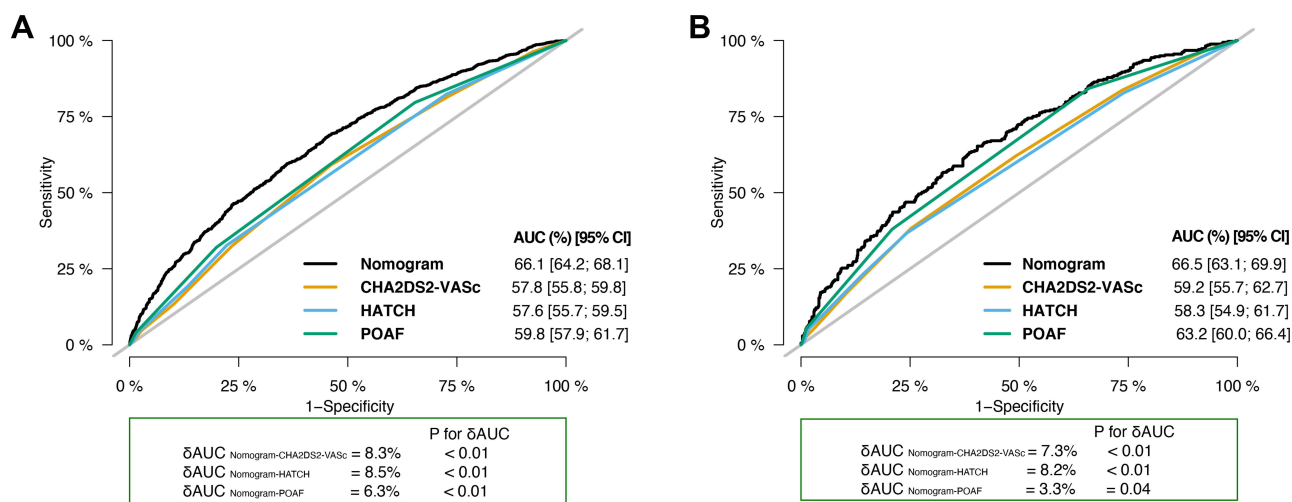 A
100 %
75 %
50 %
25 %
0 %
Sensitivity
AUC (%) [95% CI]
Nomogram 66.1 [64.2; 68.1]
CHA2DS2-VASc 57.8 [55.8; 59.8]
HATCH 57.6 [55.7; 59.5]
POAF 59.8 [57.9; 61.7]
0 % 25 % 50 % 75 % 100 %
1-Specificity
P for δAUC
δAUC Nomogram-CHA2DS2-VASc = 8.3% < 0.01
δAUC Nomogram-HATCH = 8.5% < 0.01
δAUC Nomogram-POAF = 6.3% < 0.01
B
100 %
75 %
50 %
25 %
0 %
Sensitivity
AUC (%) [95% CI]
Nomogram 66.5 [63.1; 69.9]
CHA2DS2-VASc 59.2 [55.7; 62.7]
HATCH 58.3 [54.9; 61.7]
POAF 63.2 [60.0; 66.4]
0 % 25 % 50 % 75 % 100 %
1-Specificity
P for δAUC
δAUC Nomogram-CHA2DS2-VASc = 7.3% < 0.01
δAUC Nomogram-HATCH = 8.2% < 0.01
δAUC Nomogram-POAF = 3.3% = 0.04